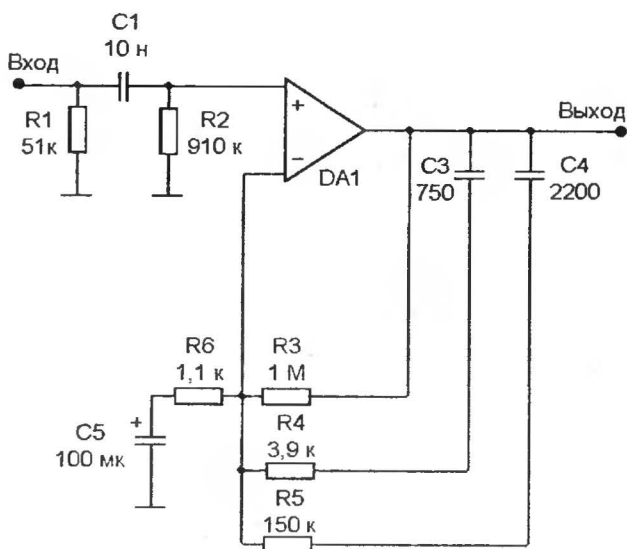 C1
10 н
Вход
R1
51к
R2
910 к
+
−
DA1
Выход
C3
750
C4
2200
R6
1,1 к
R3
1 М
+
C5
100 мк
R4
3,9 к
R5
150 к